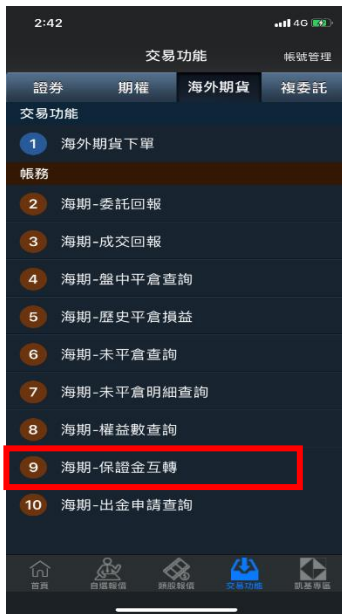 2:42
4G
交易功能
帳號管理
證券 期權 海外期貨 複委託
交易功能
1 海外期貨下單
帳務
2 海期-委託回報
3 海期-成交回報
4 海期-盤中平倉查詢
5 海期-歷史平倉損益
6 海期-未平倉查詢
7 海期-未平倉明細查詢
8 海期-權益數查詢
9 海期-保證金互轉
10 海期-出金申請查詢
首頁 自選報價 類股報價 交易功能 凱基專區